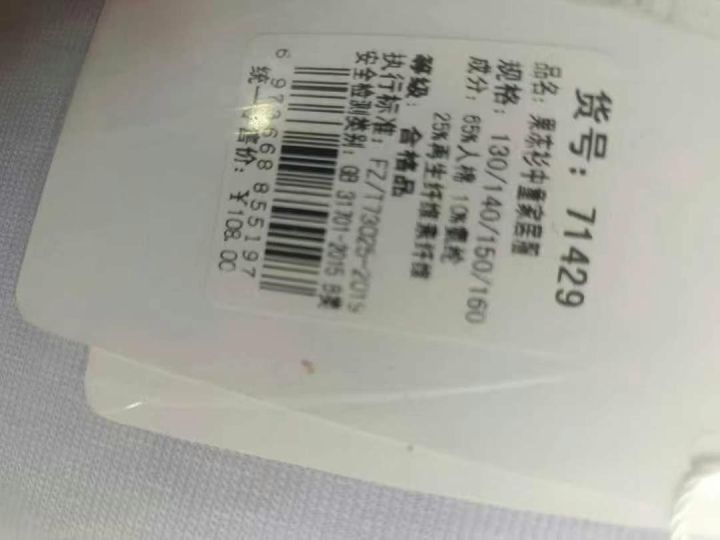 货号: 71429
品名: 果冻衫中童家居服
规格: 130/140/150/160
成分: 65%人棉 10%氨纶
25%再生纤维素纤维
等级: 合格品
执行标准: FZ/T73025-2019
安全检测类别: GB 31701-2015 B类
6 973668 855197
统一零售价: ¥108.00